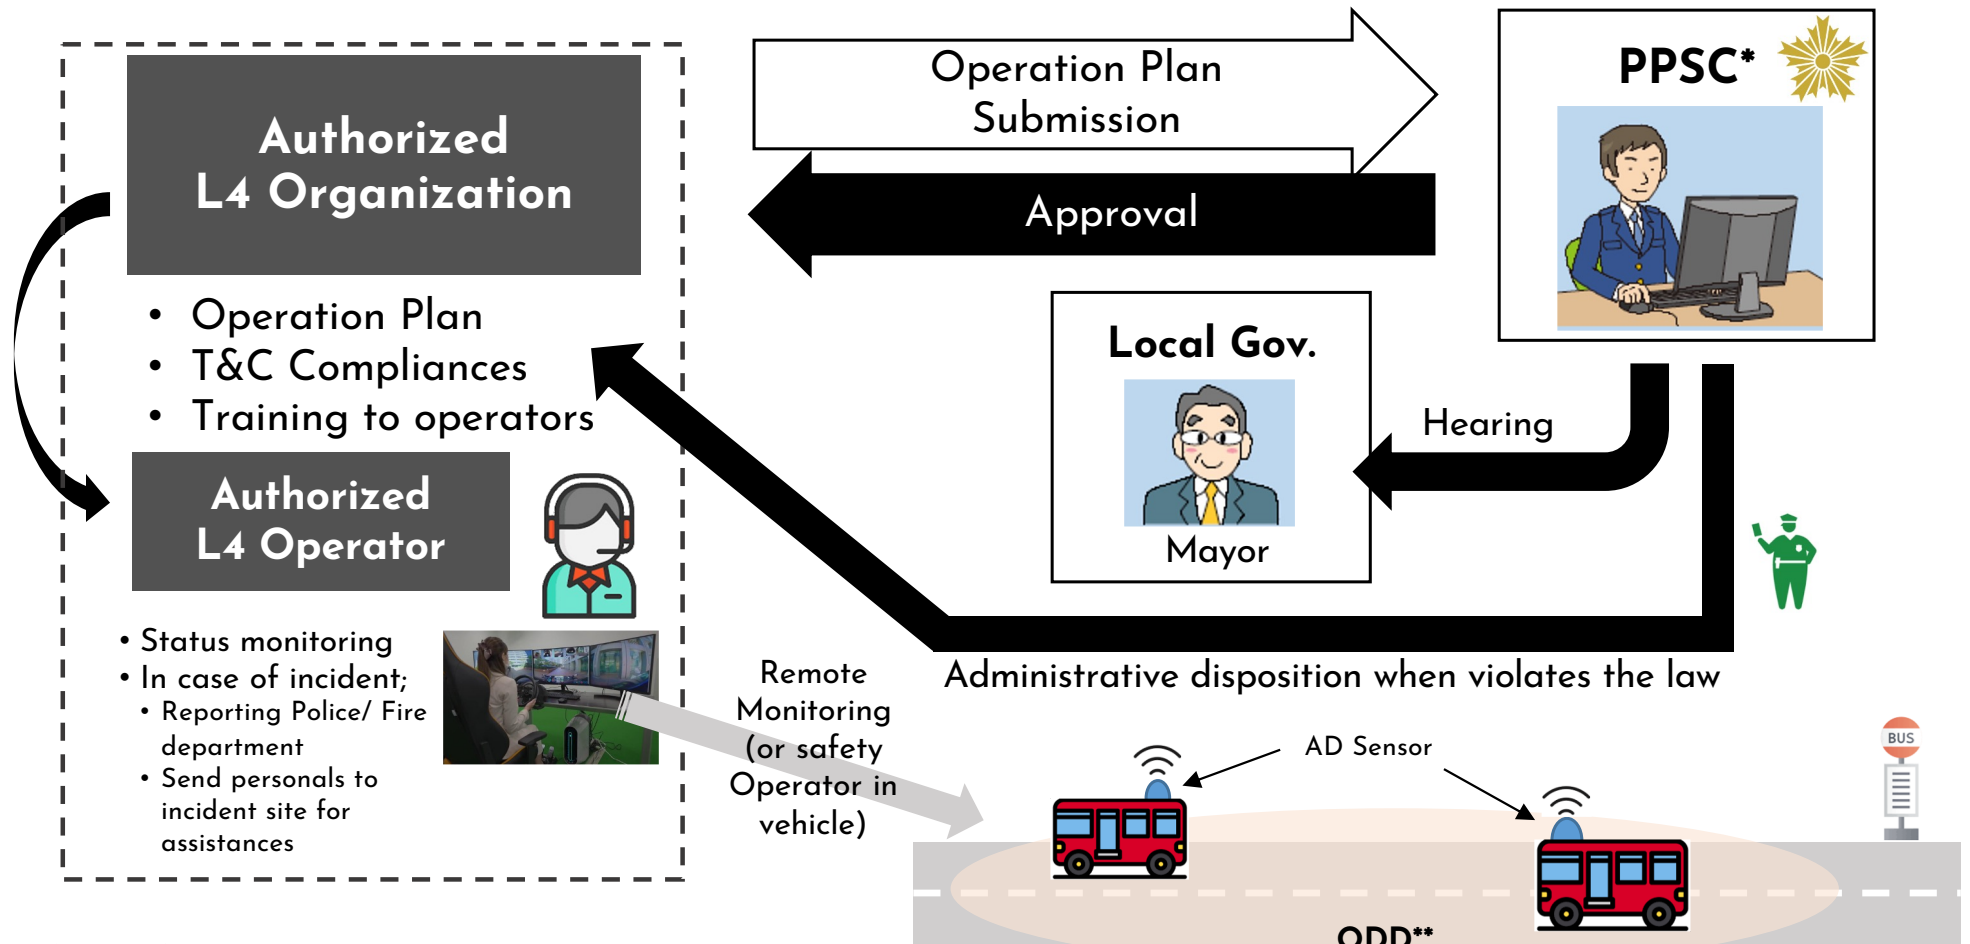 Authorized
L4 Organization
• Operation Plan
• T&C Compliances
• Training to operators
Authorized
L4 Operator
• Status monitoring
• In case of incident;
• Reporting Police/ Fire
department
• Send personals to
incident site for
assistances
Operation Plan
Submission
Approval
PPSC*
Local Gov.
Mayor
Hearing
Administrative disposition when violates the law
Remote
Monitoring
(or safety
Operator in
vehicle)
AD Sensor
BUS
ODD**